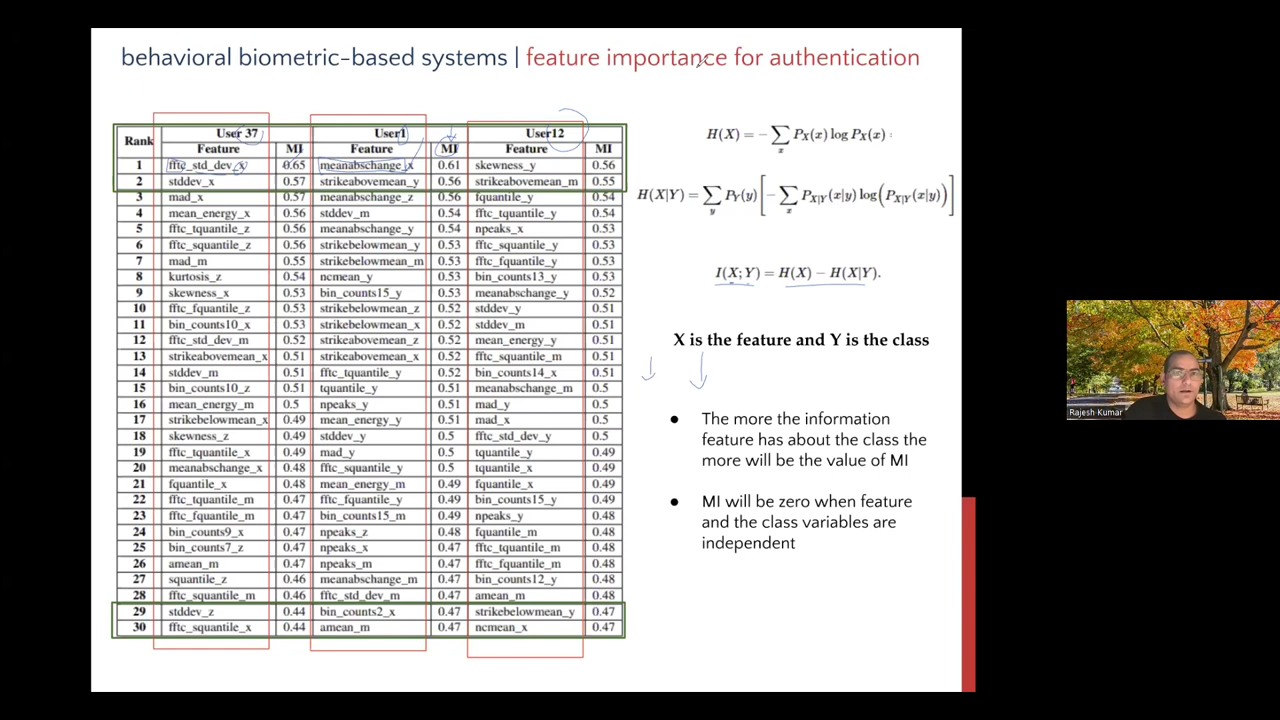 behavioral biometric-based systems | feature importance for authentication
Rank User 37 User1 User12
Feature MI Feature MI Feature MI
1 fftc_std_dev_x 0.65 meanabschange_x 0.61 skewness_y 0.56
2 stddev_x 0.57 strikeabovemean_y 0.56 strikeabovemean_m 0.55
3 mad_x 0.57 meanabschange_z 0.56 fquantile_y 0.54
4 mean_energy_x 0.56 stddev_m 0.54 fftc_tquantile_y 0.54
5 fftc_tquantile_z 0.56 meanabschange_y 0.54 npeaks_x 0.53
6 fftc_squantile_z 0.56 strikebelowmean_y 0.53 fftc_squantile_y 0.53
7 mad_m 0.55 strikebelowmean_m 0.53 fftc_fquantile_y 0.53
8 kurtosis_z 0.54 ncmean_y 0.53 bin_counts13_y 0.53
9 skewness_x 0.53 bin_counts15_y 0.53 meanabschange_y 0.52
10 fftc_fquantile_z 0.53 strikebelowmean_z 0.52 stddev_y 0.51
11 bin_counts10_x 0.53 strikebelowmean_x 0.52 stddev_m 0.51
12 fftc_std_dev_m 0.52 strikeabovemean_z 0.52 mean_energy_y 0.51
13 strikeabovemean_x 0.51 strikeabovemean_x 0.52 fftc_squantile_m 0.51
14 stddev_m 0.51 fftc_tquantile_y 0.52 bin_counts14_x 0.51
15 bin_counts10_z 0.51 tquantile_y 0.51 meanabschange_m 0.5
16 mean_energy_m 0.5 npeaks_y 0.51 mad_y 0.5
17 strikebelowmean_x 0.49 mean_energy_y 0.51 mad_x 0.5
18 skewness_z 0.49 stddev_y 0.5 fftc_std_dev_y 0.5
19 fftc_tquantile_x 0.49 mad_y 0.5 tquantile_y 0.49
20 meanabschange_x 0.48 fftc_squantile_y 0.5 tquantile_x 0.49
21 fquantile_x 0.48 mean_energy_m 0.49 fquantile_x 0.49
22 fftc_tquantile_m 0.47 fftc_fquantile_y 0.49 bin_counts15_y 0.49
23 fftc_fquantile_m 0.47 bin_counts15_m 0.49 npeaks_y 0.48
24 bin_counts9_x 0.47 npeaks_z 0.48 fquantile_m 0.48
25 bin_counts7_z 0.47 npeaks_x 0.47 fftc_tquantile_m 0.48
26 amean_m 0.47 npeaks_m 0.47 fftc_fquantile_m 0.48
27 squantile_z 0.46 meanabschange_m 0.47 bin_counts12_y 0.48
28 fftc_squantile_m 0.46 fftc_std_dev_m 0.47 amean_m 0.48
29 stddev_z 0.44 bin_counts2_x 0.47 strikebelowmean_y 0.47
30 fftc_squantile_x 0.44 amean_m 0.47 ncmean_x 0.47
H(X) = − ∑x PX(x) log PX(x) :
H(X|Y) = ∑y PY(y) [ − ∑x PX|Y(x|y) log( PX|Y(x|y) ) ]
I(X; Y) = H(X) − H(X|Y).
X is the feature and Y is the class
● The more the information
feature has about the class the
more will be the value of MI
● MI will be zero when feature
and the class variables are
independent
Rajesh Kumar